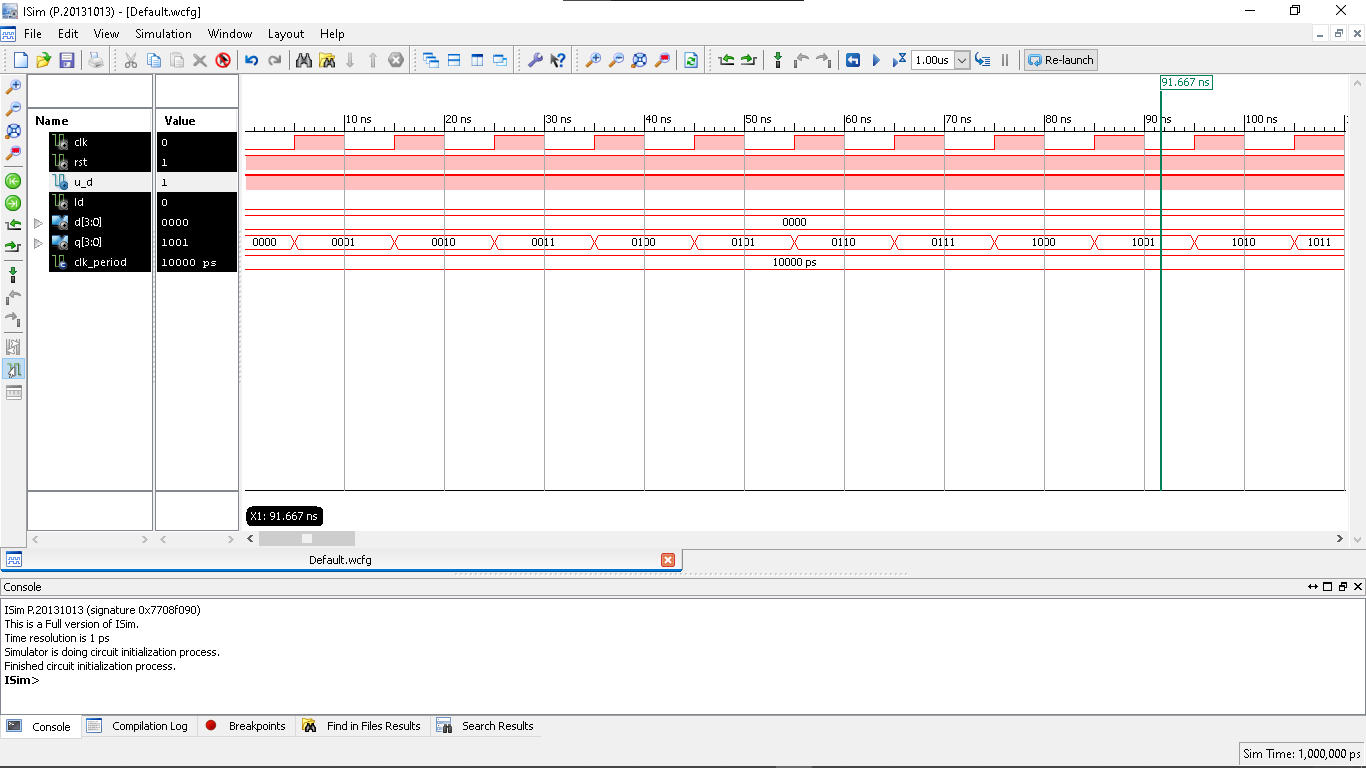 ISim (P.20131013) - [Default.wcfg]
File Edit View Simulation Window Layout Help
1.00us Re-launch
91.667 ns
Name Value
10 ns 20 ns 30 ns 40 ns 50 ns 60 ns 70 ns 80 ns 90 ns 100 ns
clk 0
rst 1
u_d 1
ld 0
d[3:0] 0000 0000
q[3:0] 1001 0000 0001 0010 0011 0100 0101 0110 0111 1000 1001 1010 1011
clk_period 10000 ps 10000 ps
X1: 91.667 ns
Default.wcfg
Console
ISim P.20131013 (signature 0x7708f090)
This is a Full version of ISim.
Time resolution is 1 ps
Simulator is doing circuit initialization process.
Finished circuit initialization process.
ISim>
Console Compilation Log Breakpoints Find in Files Results Search Results
Sim Time: 1,000,000 ps